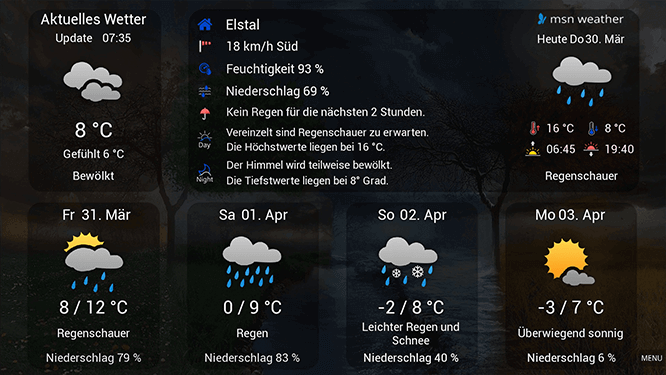 Aktuelles Wetter
Update 07:35
8 °C
Gefühlt 6 °C
Bewölkt
Elstal
18 km/h Süd
Feuchtigkeit 93 %
Niederschlag 69 %
Kein Regen für die nächsten 2 Stunden.
Day
Vereinzelt sind Regenschauer zu erwarten.
Die Höchstwerte liegen bei 16 °C.
Night
Der Himmel wird teilweise bewölkt.
Die Tiefstwerte liegen bei 8° Grad.
msn weather
Heute Do 30. Mär
16 °C 8 °C
06:45 19:40
Regenschauer
Fr 31. Mär
8 / 12 °C
Regenschauer
Niederschlag 79 %
Sa 01. Apr
0 / 9 °C
Regen
Niederschlag 83 %
So 02. Apr
-2 / 8 °C
Leichter Regen und
Schnee
Niederschlag 40 %
Mo 03. Apr
-3 / 7 °C
Überwiegend sonnig
Niederschlag 6 %
MENU